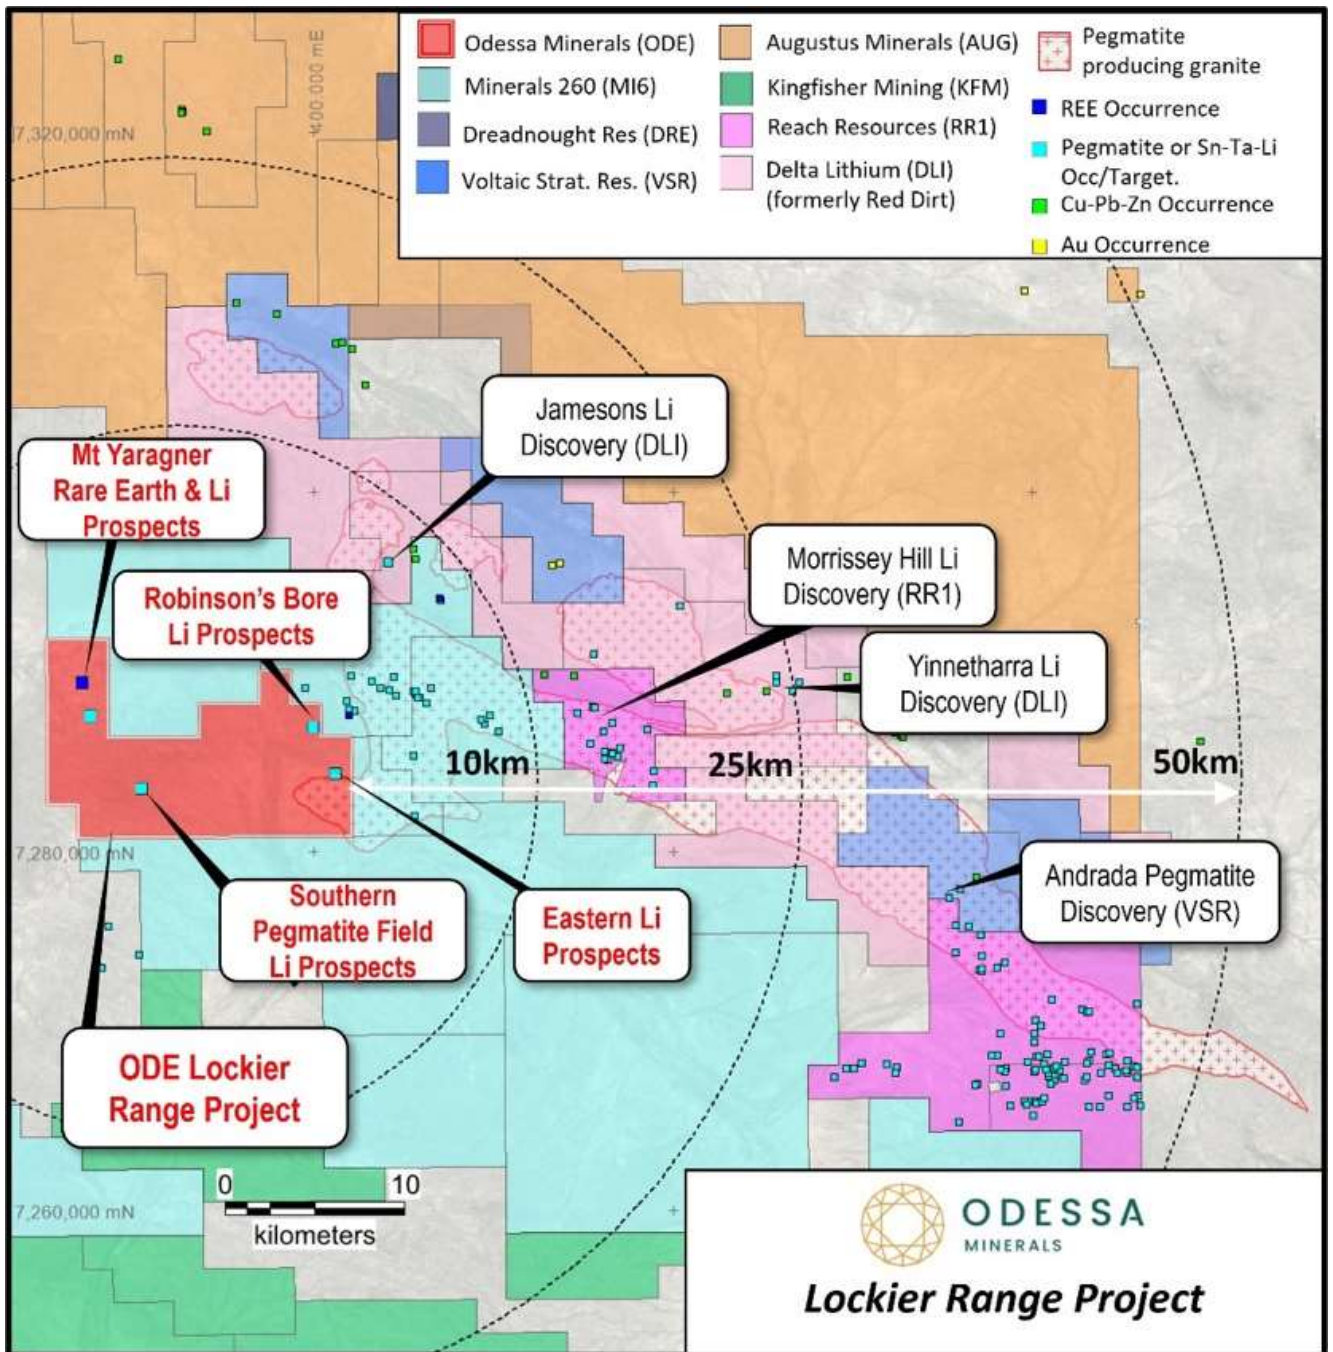 Odessa Minerals (ODE)
Minerals 260 (MI6)
Dreadnought Res (DRE)
Voltaic Strat. Res. (VSR)
Augustus Minerals (AUG)
Kingfisher Mining (KFM)
Reach Resources (RR1)
Delta Lithium (DLI)
(formerly Red Dirt)
Pegmatite
producing granite
REE Occurrence
Pegmatite or Sn-Ta-Li
Occ/Target.
Cu-Pb-Zn Occurrence
Au Occurrence
400,000 mE
7,320,000 mN
Jamesons Li
Discovery (DLI)
Mt Yaragner
Rare Earth & Li
Prospects
Morrissey Hill Li
Discovery (RR1)
Robinson's Bore
Li Prospects
Yinnetharra Li
Discovery (DLI)
10km
25km
50km
7,280,000 mN
Andrada Pegmatite
Discovery (VSR)
Southern
Pegmatite Field
Li Prospects
Eastern Li
Prospects
ODE Lockier
Range Project
0 10
kilometers
7,260,000 mN
ODESSA
MINERALS
Lockier Range Project